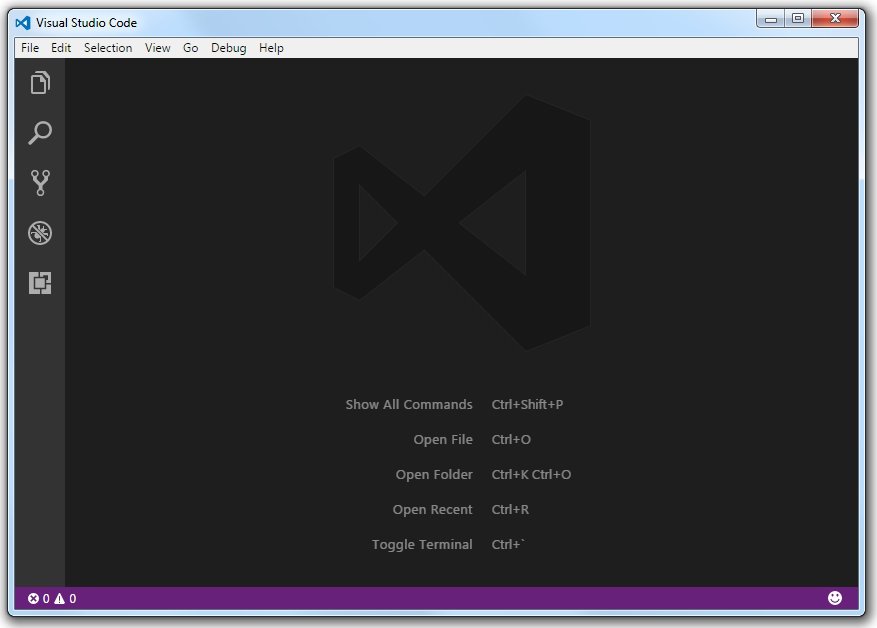 Visual Studio Code
File Edit Selection View Go Debug Help
Show All Commands Ctrl+Shift+P
Open File Ctrl+O
Open Folder Ctrl+K Ctrl+O
Open Recent Ctrl+R
Toggle Terminal Ctrl+`
0 0